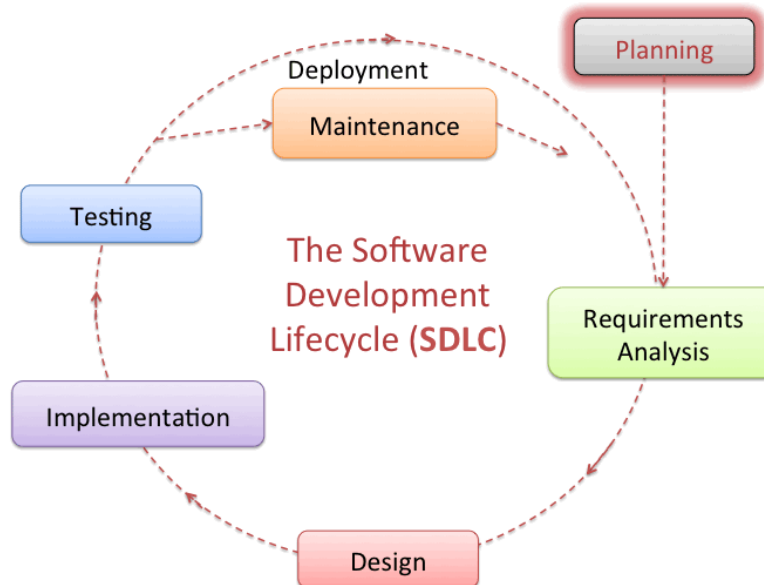 Planning
Deployment
Maintenance
Testing
The Software
Development
Lifecycle (SDLC)
Requirements
Analysis
Implementation
Design